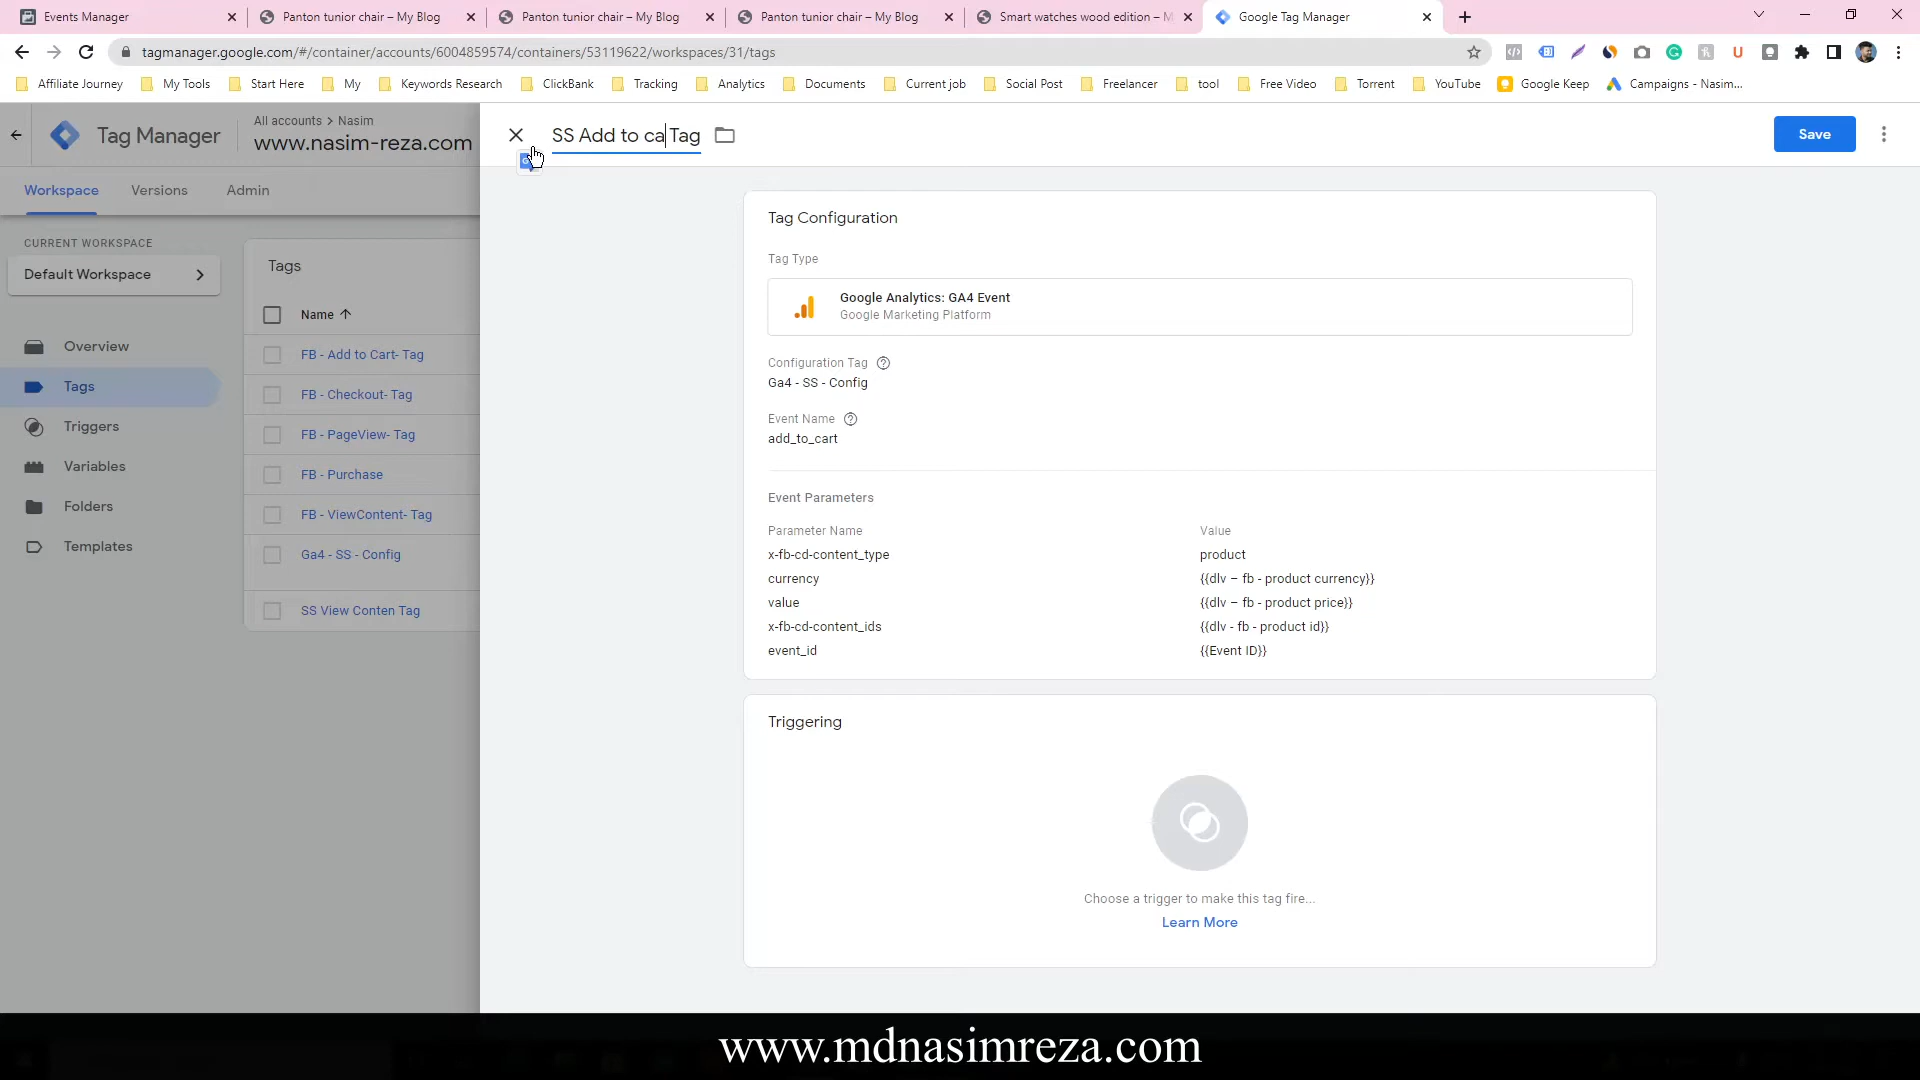 Events Manager
Panton tunior chair – My Blog
Panton tunior chair – My Blog
Panton tunior chair – My Blog
Smart watches wood edition – M
Google Tag Manager
tagmanager.google.com/#/container/accounts/6004859574/containers/53119622/workspaces/31/tags
Affiliate Journey
My Tools
Start Here
My
Keywords Research
ClickBank
Tracking
Analytics
Documents
Current job
Social Post
Freelancer
tool
Free Video
Torrent
YouTube
Google Keep
Campaigns - Nasim...
Tag Manager
All accounts > Nasim
www.nasim-reza.com
SS Add to ca Tag
Save
Workspace
Versions
Admin
CURRENT WORKSPACE
Default Workspace
Overview
Tags
Triggers
Variables
Folders
Templates
Tags
Name
FB - Add to Cart- Tag
FB - Checkout- Tag
FB - PageView- Tag
FB - Purchase
FB - ViewContent- Tag
Ga4 - SS - Config
SS View Conten Tag
Tag Configuration
Tag Type
Google Analytics: GA4 Event
Google Marketing Platform
Configuration Tag
Ga4 - SS - Config
Event Name
add_to_cart
Event Parameters
Parameter Name Value
x-fb-cd-content_type product
currency {{dlv – fb - product currency}}
value {{dlv – fb - product price}}
x-fb-cd-content_ids {{dlv - fb - product id}}
event_id {{Event ID}}
Triggering
Choose a trigger to make this tag fire...
Learn More
www.mdnasimreza.com